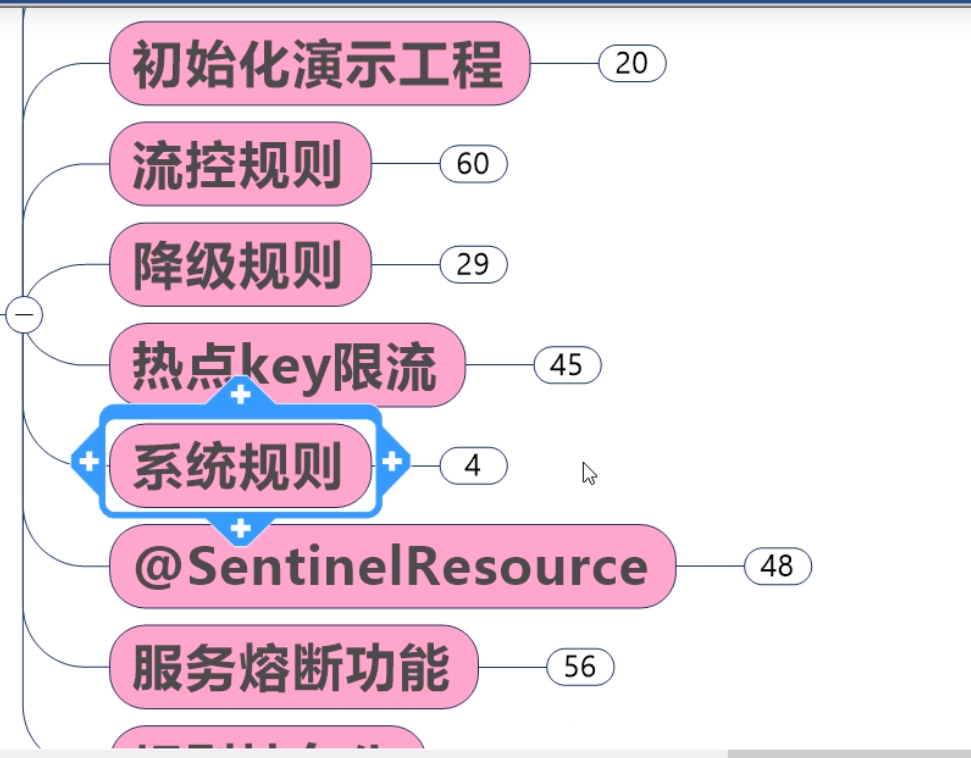 初始化演示工程 20
流控规则 60
降级规则 29
热点key限流 45
系统规则 4
@SentinelResource 48
服务熔断功能 56